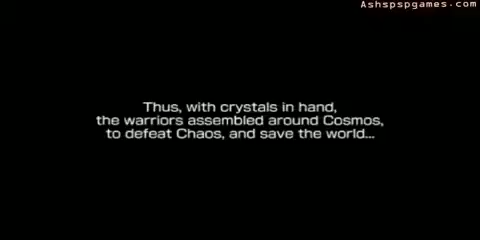 Ashspspgames.com
Thus, with crystals in hand,
the warriors assembled around Cosmos,
to defeat Chaos, and save the world...